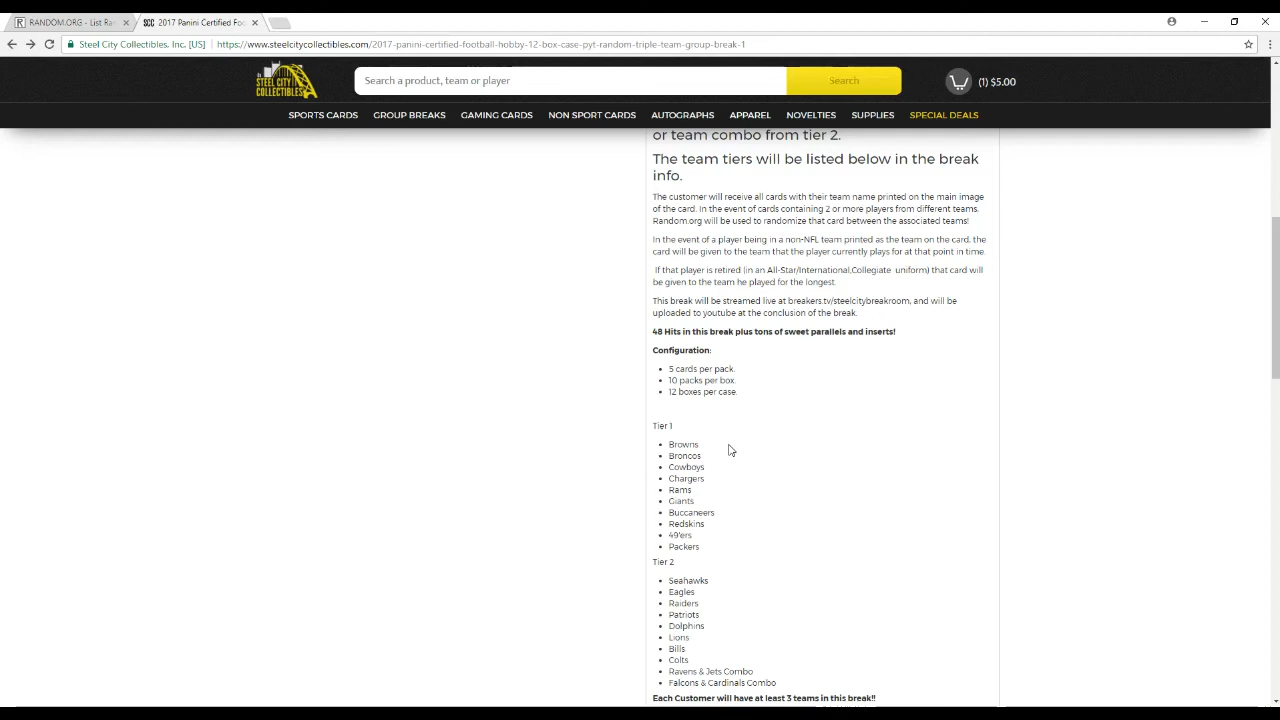 RANDOM.ORG - List Ra
SCC 2017 Panini Certified Foo
Steel City Collectibles, Inc. [US]
https://www.steelcitycollectibles.com/2017-panini-certified-football-hobby-12-box-case-pyt-random-triple-team-group-break-1
STEEL CITY
COLLECTIBLES
Search a product, team or player
Search
(1) $5.00
SPORTS CARDS GROUP BREAKS GAMING CARDS NON SPORT CARDS AUTOGRAPHS APPAREL NOVELTIES SUPPLIES SPECIAL DEALS
or team combo from tier 2.
The team tiers will be listed below in the break
info.
The customer will receive all cards with their team name printed on the main image
of the card. In the event of cards containing 2 or more players from different teams.
Random.org will be used to randomize that card between the associated teams!
In the event of a player being in a non-NFL team printed as the team on the card, the
card will be given to the team that the player currently plays for at that point in time.
If that player is retired (in an All-Star/International,Collegiate uniform) that card will
be given to the team he played for the longest.
This break will be streamed live at breakers.tv/steelcitybreakroom, and will be
uploaded to youtube at the conclusion of the break.
48 Hits in this break plus tons of sweet parallels and inserts!
Configuration:
5 cards per pack.
10 packs per box.
12 boxes per case.
Tier 1
Browns
Broncos
Cowboys
Chargers
Rams
Giants
Buccaneers
Redskins
49'ers
Packers
Tier 2
Seahawks
Eagles
Raiders
Patriots
Dolphins
Lions
Bills
Colts
Ravens & Jets Combo
Falcons & Cardinals Combo
Each Customer will have at least 3 teams in this break!!